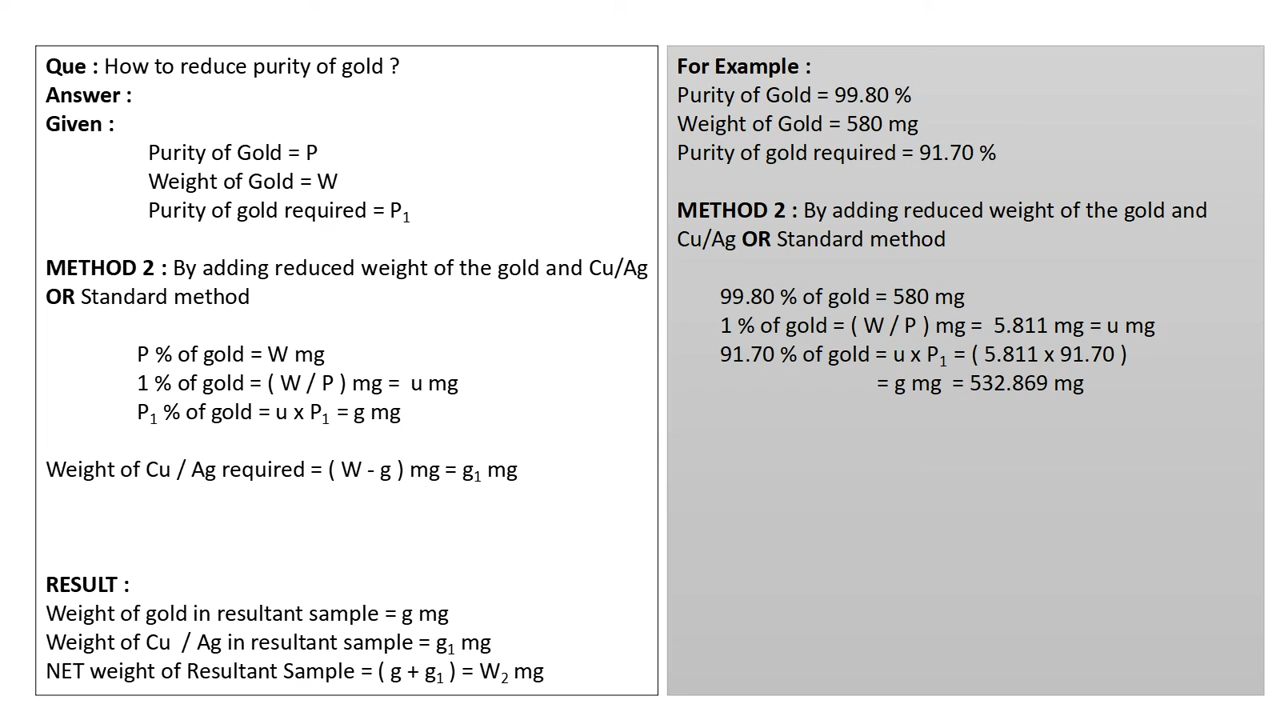 Que : How to reduce purity of gold ?
Answer :
Given :
Purity of Gold = P
Weight of Gold = W
Purity of gold required = P₁
METHOD 2 : By adding reduced weight of the gold and Cu/Ag
OR Standard method
P % of gold = W mg
1 % of gold = ( W / P ) mg = u mg
P₁ % of gold = u x P₁ = g mg
Weight of Cu / Ag required = ( W - g ) mg = g₁ mg
RESULT :
Weight of gold in resultant sample = g mg
Weight of Cu / Ag in resultant sample = g₁ mg
NET weight of Resultant Sample = ( g + g₁ ) = W₂ mg
For Example :
Purity of Gold = 99.80 %
Weight of Gold = 580 mg
Purity of gold required = 91.70 %
METHOD 2 : By adding reduced weight of the gold and
Cu/Ag OR Standard method
99.80 % of gold = 580 mg
1 % of gold = ( W / P ) mg = 5.811 mg = u mg
91.70 % of gold = u x P₁ = ( 5.811 x 91.70 )
= g mg = 532.869 mg